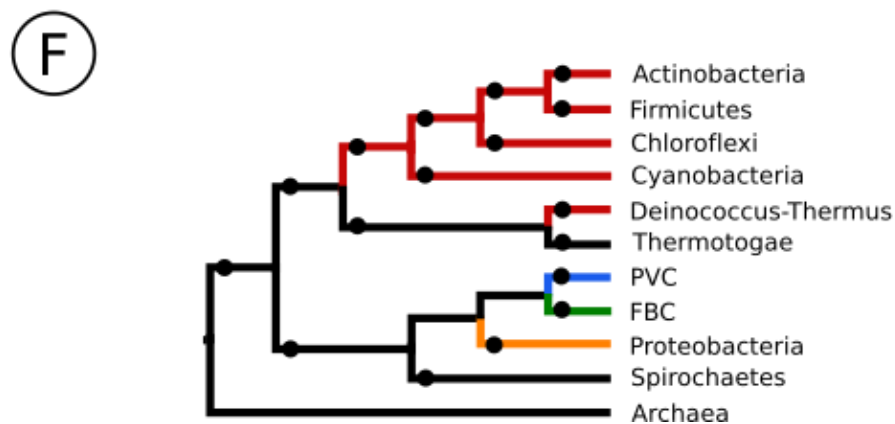 F
Actinobacteria
Firmicutes
Chloroflexi
Cyanobacteria
Deinococcus-Thermus
Thermotogae
PVC
FBC
Proteobacteria
Spirochaetes
Archaea